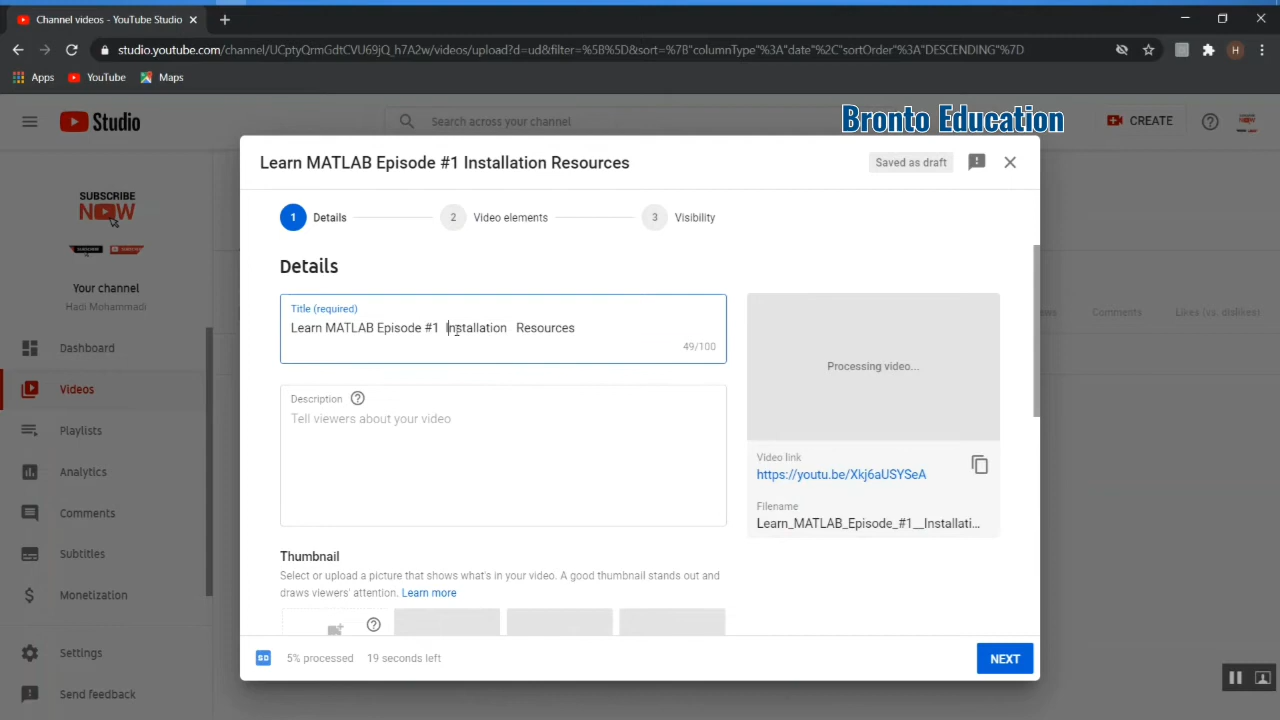 Channel videos - YouTube Studio
studio.youtube.com/channel/UCptyQrmGdtCVU69jQ_h7A2w/videos/upload?d=ud&filter=%5B%5D&sort=%7B"columnType"%3A"date"%2C"sortOrder"%3A"DESCENDING"%7D
H
Apps YouTube Maps
Studio
Search across your channel
Bronto Education
CREATE
Learn MATLAB Episode #1 Installation Resources
Saved as draft
SUBSCRIBE
NOW
1 Details
2 Video elements
3 Visibility
Your channel
Hadi Mohammadi
Details
Title (required)
Learn MATLAB Episode #1 Installation Resources
49/100
Comments
Likes (vs. dislikes)
Dashboard
Videos
Playlists
Analytics
Comments
Subtitles
Monetization
Settings
Send feedback
Processing video...
Description
Tell viewers about your video
Video link
https://youtu.be/Xkj6aUSYSeA
Filename
Learn_MATLAB_Episode_#1__Installati...
Thumbnail
Select or upload a picture that shows what's in your video. A good thumbnail stands out and
draws viewers' attention. Learn more
SD 5% processed 19 seconds left
NEXT